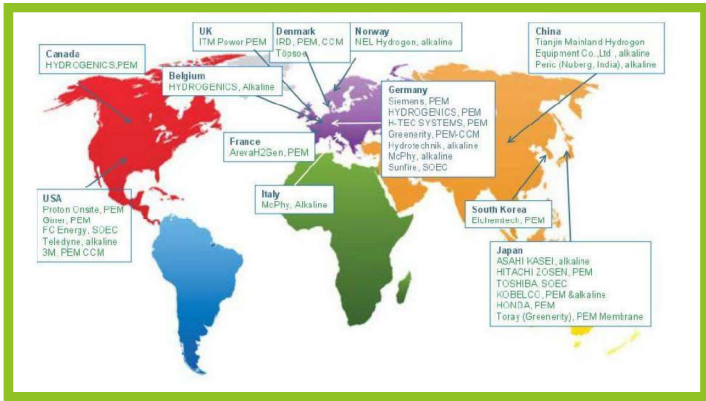 Canada
HYDROGENICS,PEM
UK
ITM Power,PEM
Denmark
IRD, PEM, CCM
Töpsoe
Norway
NEL Hydrogen, alkaline
China
Tianjin Mainland Hydrogen
Equipment Co.,Ltd , alkaline
Peric (Nuberg, India), alkaline
Belgium
HYDROGENICS, Alkaline
Germany
Siemens, PEM
HYDROGENICS, PEM
H-TEC SYSTEMS, PEM
Greenerity, PEM-CCM
Hydrotechnik, alkaline
McPhy, alkaline
Sunfire, SOEC
France
ArevaH2Gen, PEM
Italy
McPhy, Alkaline
USA
Proton Onsite, PEM
Giner, PEM
FC Energy, SOEC
Teledyne, alkaline
3M, PEM CCM
South Korea
Elchemtech, PEM
Japan
ASAHI KASEI, alkaline
HITACHI ZOSEN, PEM
TOSHIBA, SOEC
KOBELCO, PEM &alkaline
HONDA, PEM
Toray (Greenerity), PEM Membrane